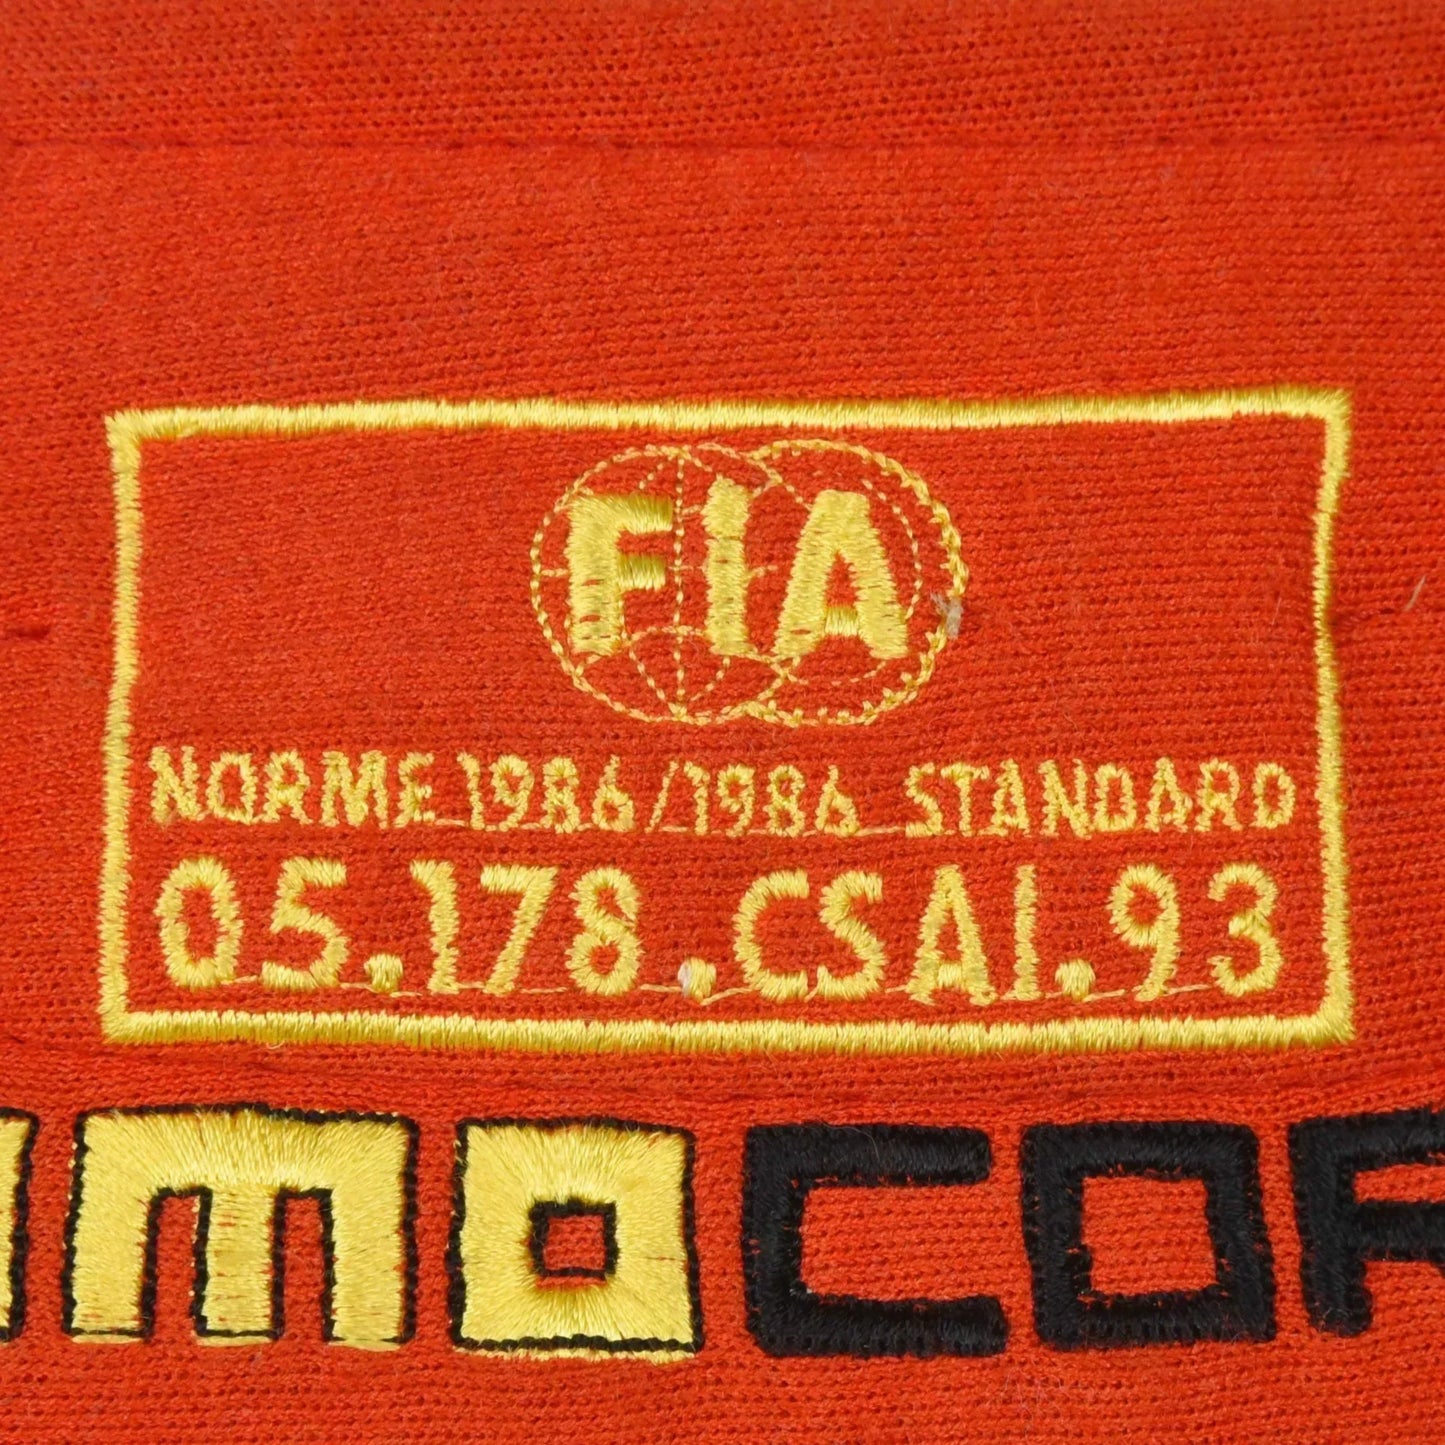 FIA
NORME 1986/1986 STANDARD
05.178.CSAI.93